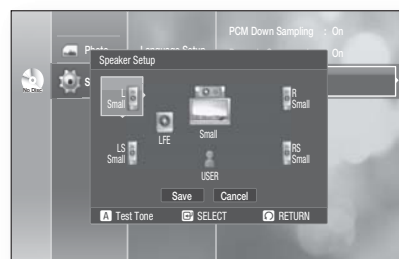 PCM Down Sampling : On
Photo Language Setup On
Speaker Setup
No Disc
L
Small
R
Small
LFE
Small
LS
Small
RS
Small
USER
Save Cancel
A Test Tone SELECT RETURN